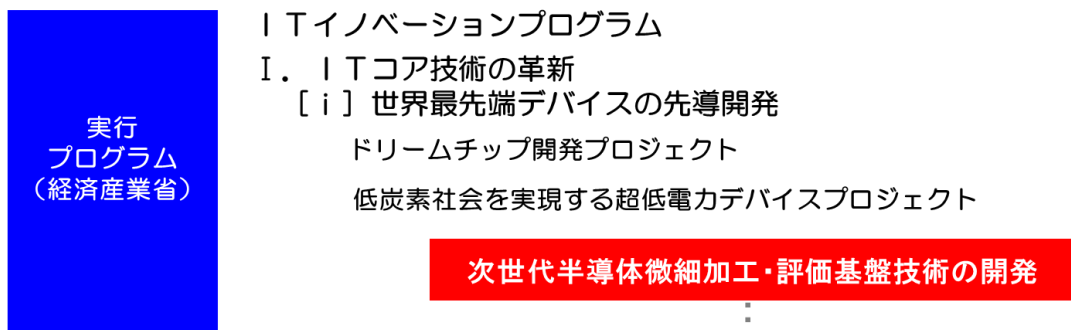 実行
プログラム
（経済産業省）
ＩＴイノベーションプログラム
Ⅰ．ＩＴコア技術の革新
［ｉ］世界最先端デバイスの先導開発
ドリームチップ開発プロジェクト
低炭素社会を実現する超低電力デバイスプロジェクト
次世代半導体微細加工・評価基盤技術の開発